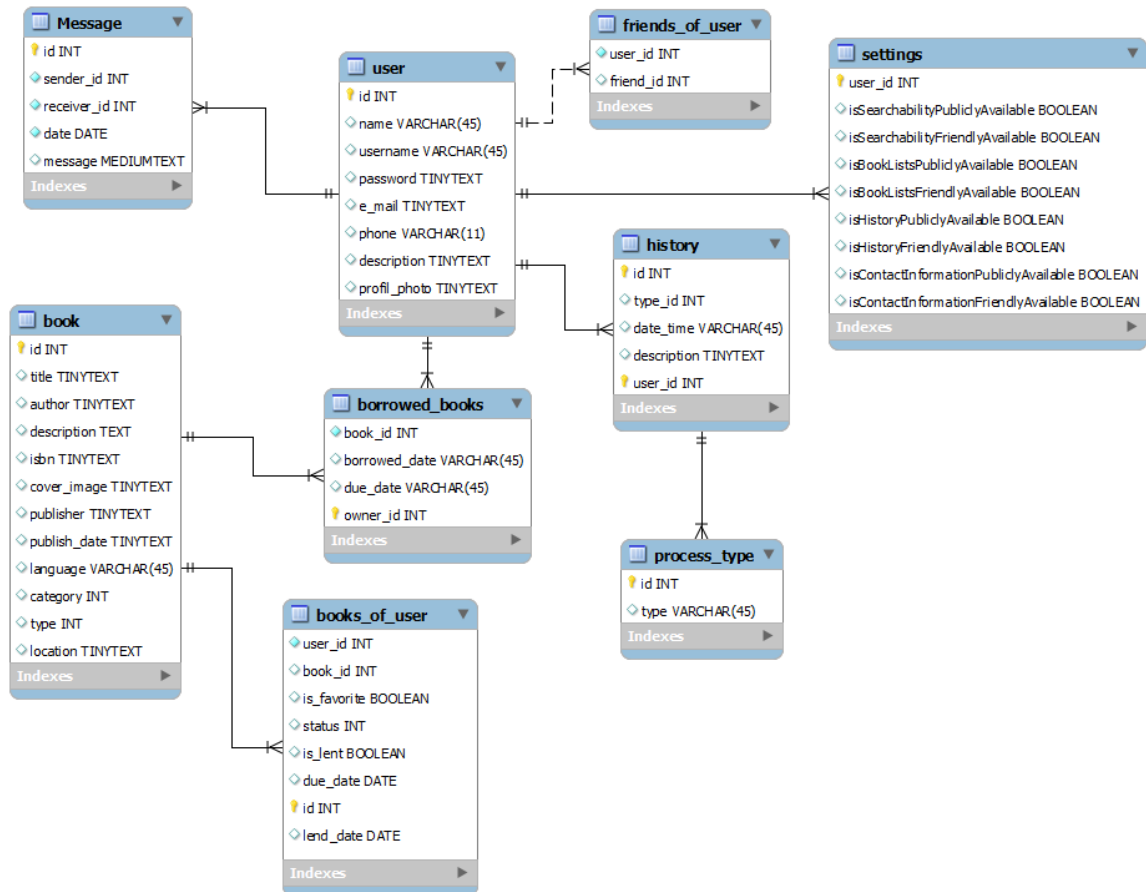 Message
id INT
sender_id INT
receiver_id INT
date DATE
message MEDIUMTEXT
Indexes
user
id INT
name VARCHAR(45)
username VARCHAR(45)
password TINYTEXT
e_mail TINYTEXT
phone VARCHAR(11)
description TINYTEXT
profil_photo TINYTEXT
Indexes
friends_of_user
user_id INT
friend_id INT
Indexes
settings
user_id INT
isSearchabilityPubliclyAvailable BOOLEAN
isSearchabilityFriendlyAvailable BOOLEAN
isBookListsPubliclyAvailable BOOLEAN
isBookListsFriendlyAvailable BOOLEAN
isHistoryPubliclyAvailable BOOLEAN
isHistoryFriendlyAvailable BOOLEAN
isContactInformationPubliclyAvailable BOOLEAN
isContactInformationFriendlyAvailable BOOLEAN
Indexes
history
id INT
type_id INT
date_time VARCHAR(45)
description TINYTEXT
user_id INT
Indexes
book
id INT
title TINYTEXT
author TINYTEXT
description TEXT
isbn TINYTEXT
cover_image TINYTEXT
publisher TINYTEXT
publish_date TINYTEXT
language VARCHAR(45)
category INT
type INT
location TINYTEXT
Indexes
borrowed_books
book_id INT
borrowed_date VARCHAR(45)
due_date VARCHAR(45)
owner_id INT
Indexes
process_type
id INT
type VARCHAR(45)
Indexes
books_of_user
user_id INT
book_id INT
is_favorite BOOLEAN
status INT
is_lent BOOLEAN
due_date DATE
id INT
lend_date DATE
Indexes